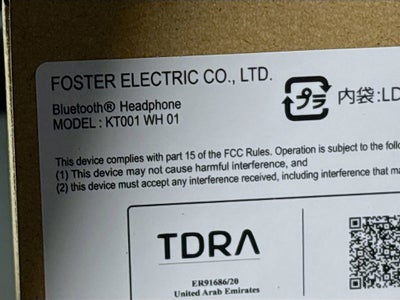 FOSTER ELECTRIC CO., LTD.
Bluetooth® Headphone
MODEL : KT001 WH 01
プラ
内袋:LD
This device complies with part 15 of the FCC Rules. Operation is subject to the follo
(1) This device may not cause harmful interference, and
(2) this device must accept any interference received, including interference that ma
TDRA
ER91686/20
United Arab Emirates